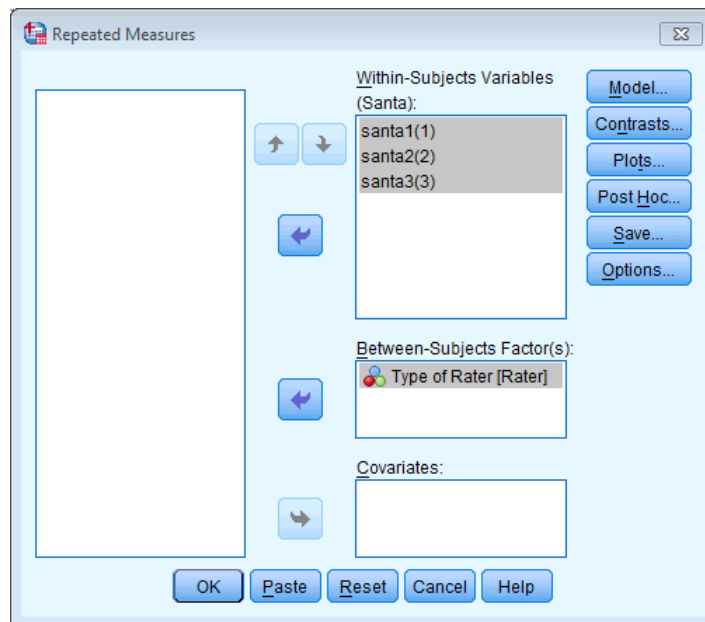 Repeated Measures
Within-Subjects Variables
(Santa):
santa1(1)
santa2(2)
santa3(3)
Model...
Contrasts...
Plots...
Post Hoc...
Save...
Options...
Between-Subjects Factor(s):
Type of Rater [Rater]
Covariates:
OK
Paste
Reset
Cancel
Help